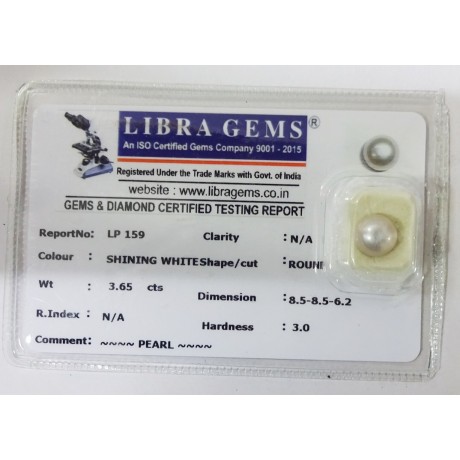 LIBRA GEMS ®
An ISO Certified Gems Company 9001 - 2015
Registered Under the Trade Marks with Govt. of India
website : www.libragems.co.in
GEMS & DIAMOND CERTIFIED TESTING REPORT
ReportNo: LP 159 Clarity : N/A
Colour : SHINING WHITE Shape/cut : ROUN
Wt : 3.65 cts Dimension : 8.5-8.5-6.2
R.Index : N/A Hardness : 3.0
Comment: ~~~~ PEARL ~~~~